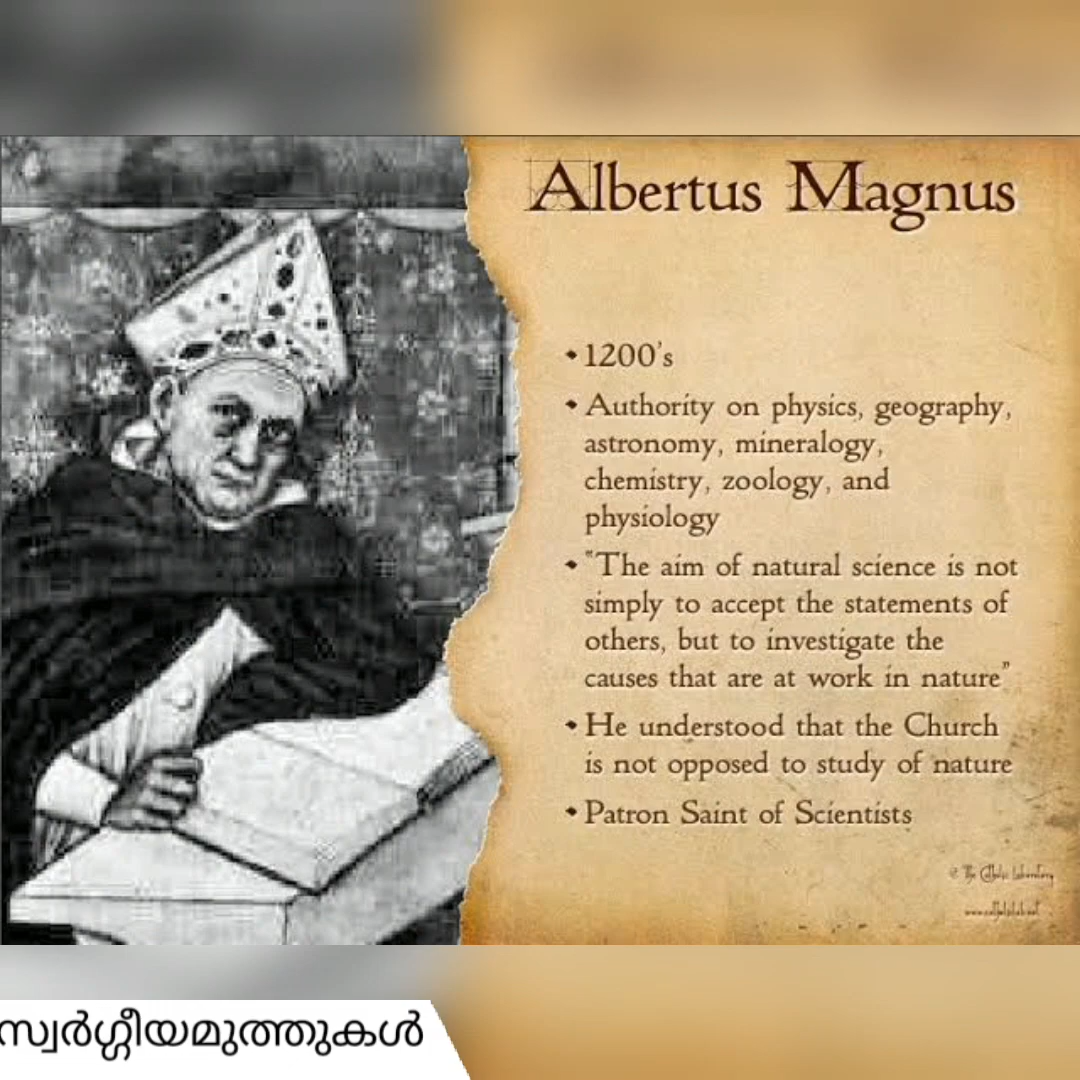 Albertus Magnus
• 1200's
• Authority on physics, geography,
astronomy, mineralogy,
chemistry, zoology, and
physiology
• "The aim of natural science is not
simply to accept the statements of
others, but to investigate the
causes that are at work in nature"
• He understood that the Church
is not opposed to study of nature
• Patron Saint of Scientists
© The Catholic Laboratory
സ്വർഗ്ഗീയമുത്തുകൾ